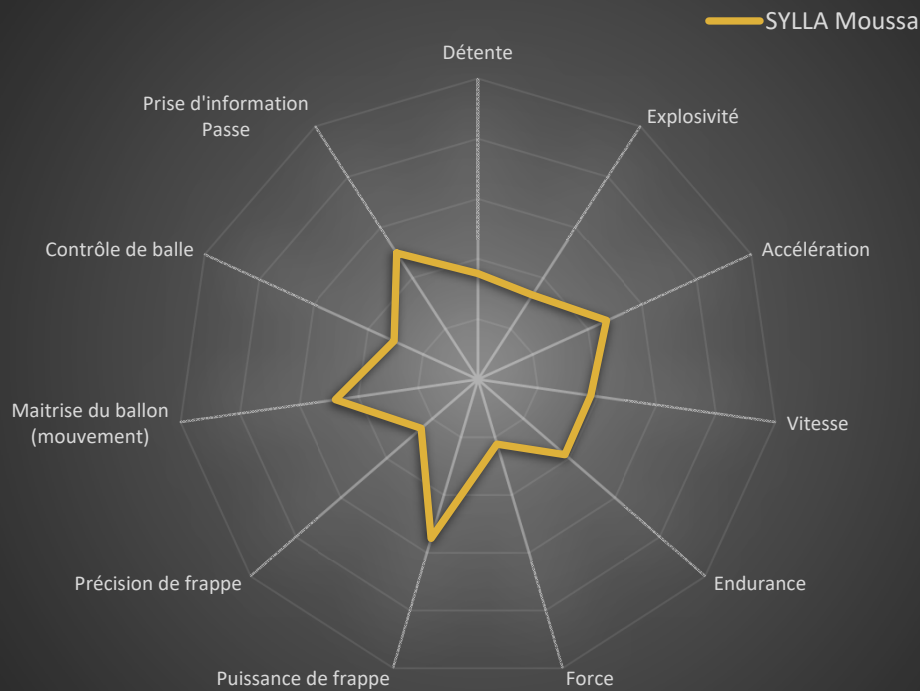 SYLLA Moussa
Détente
Prise d'information
Passe
Explosivité
Contrôle de balle
Accélération
Maitrise du ballon
(mouvement)
Vitesse
Précision de frappe
Endurance
Puissance de frappe
Force